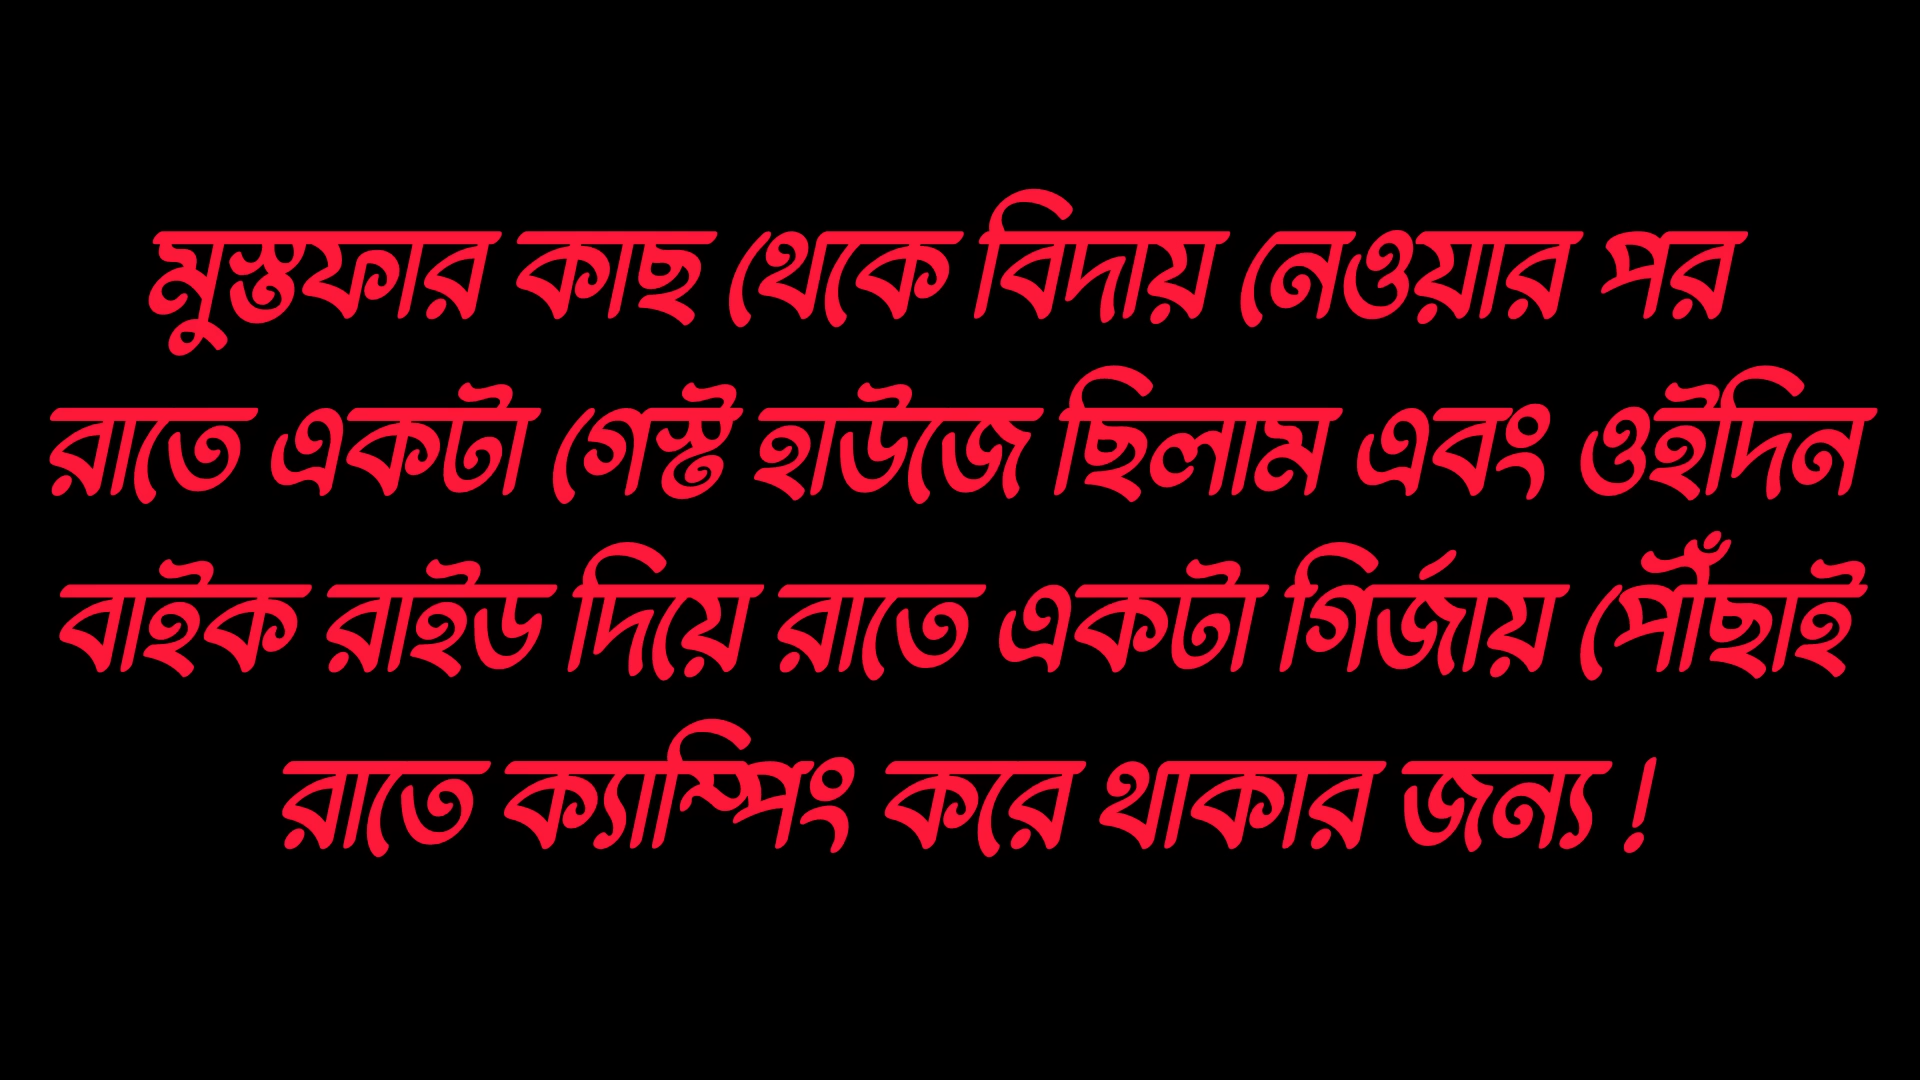 মুস্তফার কাছ থেকে বিদায় নেওয়ার পর
রাতে একটা গেস্ট হাউজে ছিলাম এবং ওইদিন
বাইক রাইড দিয়ে রাতে একটা গির্জায় পৌঁছাই
রাতে ক্যাম্পিং করে থাকার জন্য !